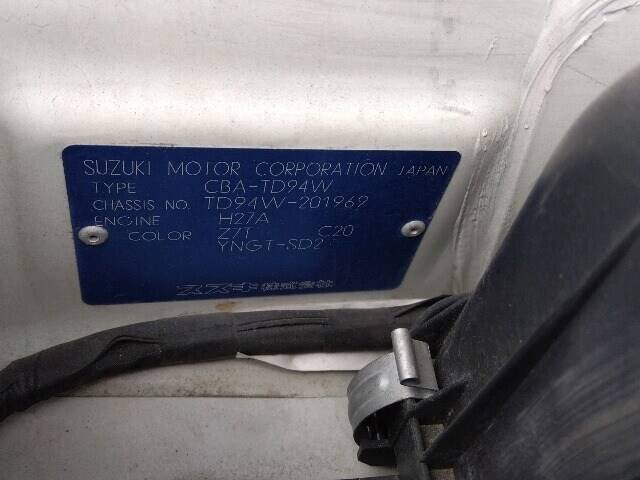 SUZUKI MOTOR CORPORATION JAPAN
TYPE CBA-TD94W
CHASSIS NO. TD94W-201962
ENGINE H27A
COLOR Z7T C20
YNGT-SD2
スズキ株式会社